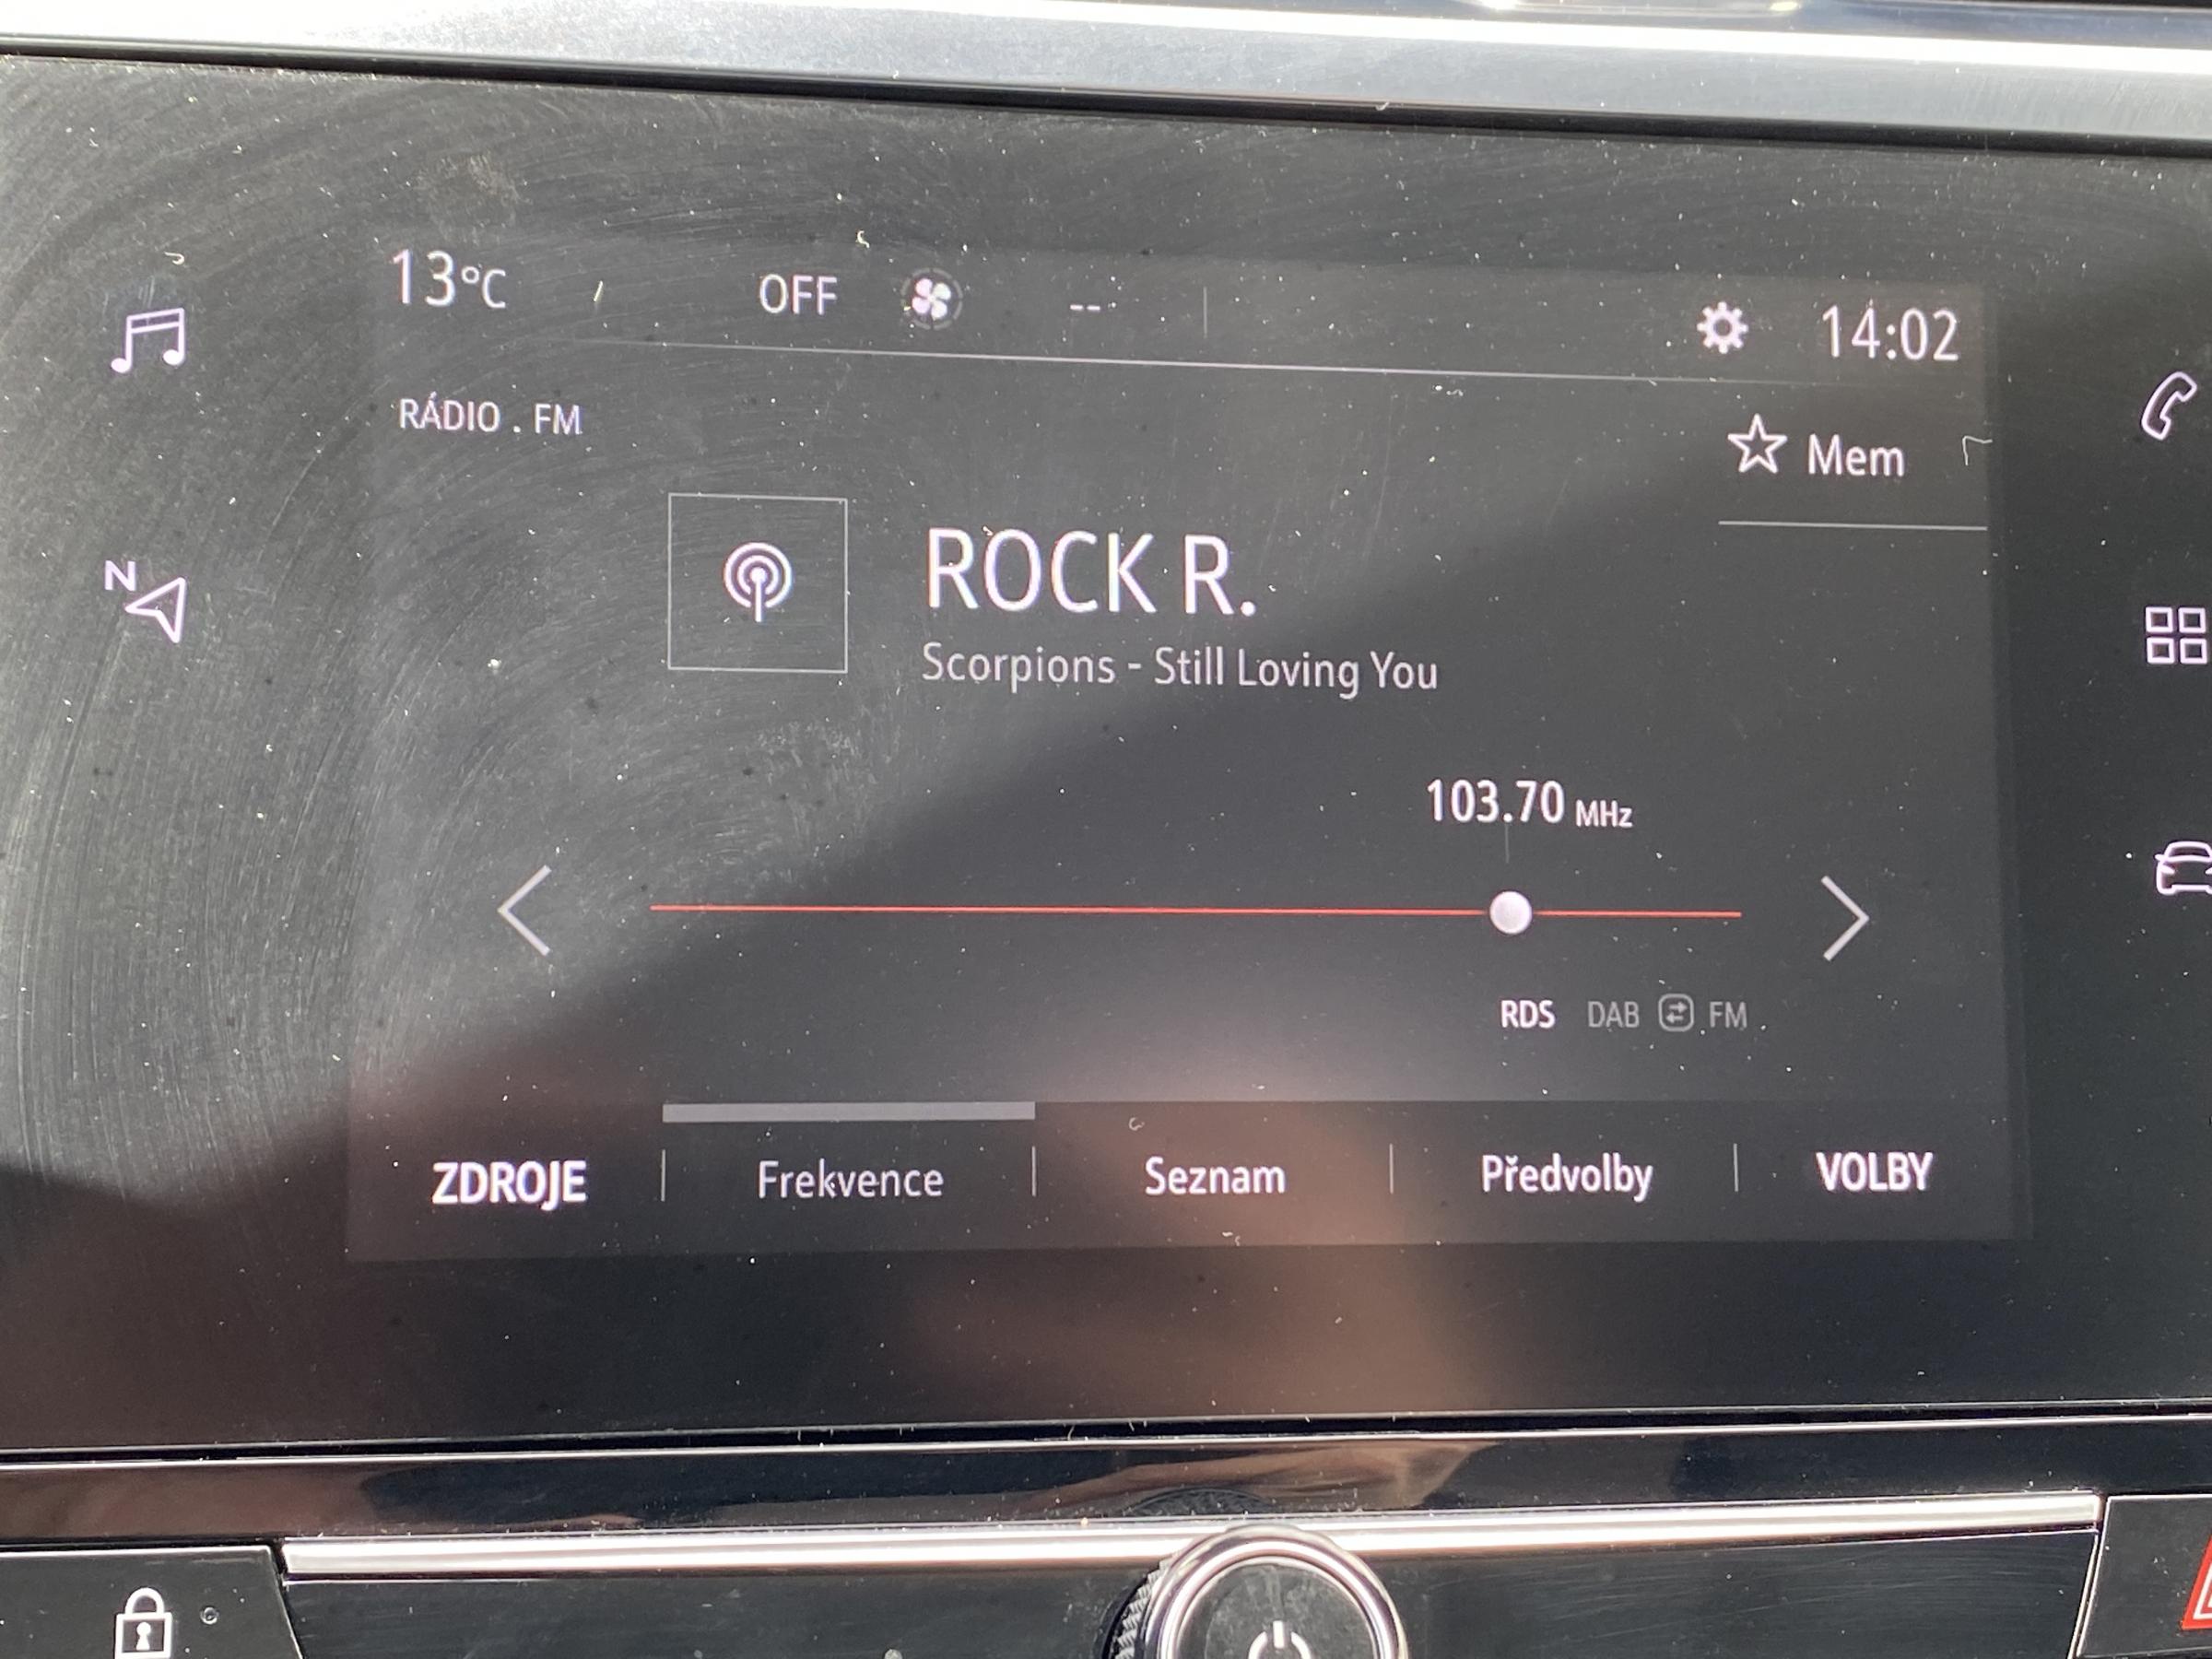 13°C OFF -- 14:02
RÁDIO . FM
Mem
ROCK R.
Scorpions - Still Loving You
103.70 MHz
RDS DAB FM
ZDROJE Frekvence Seznam Předvolby VOLBY
N